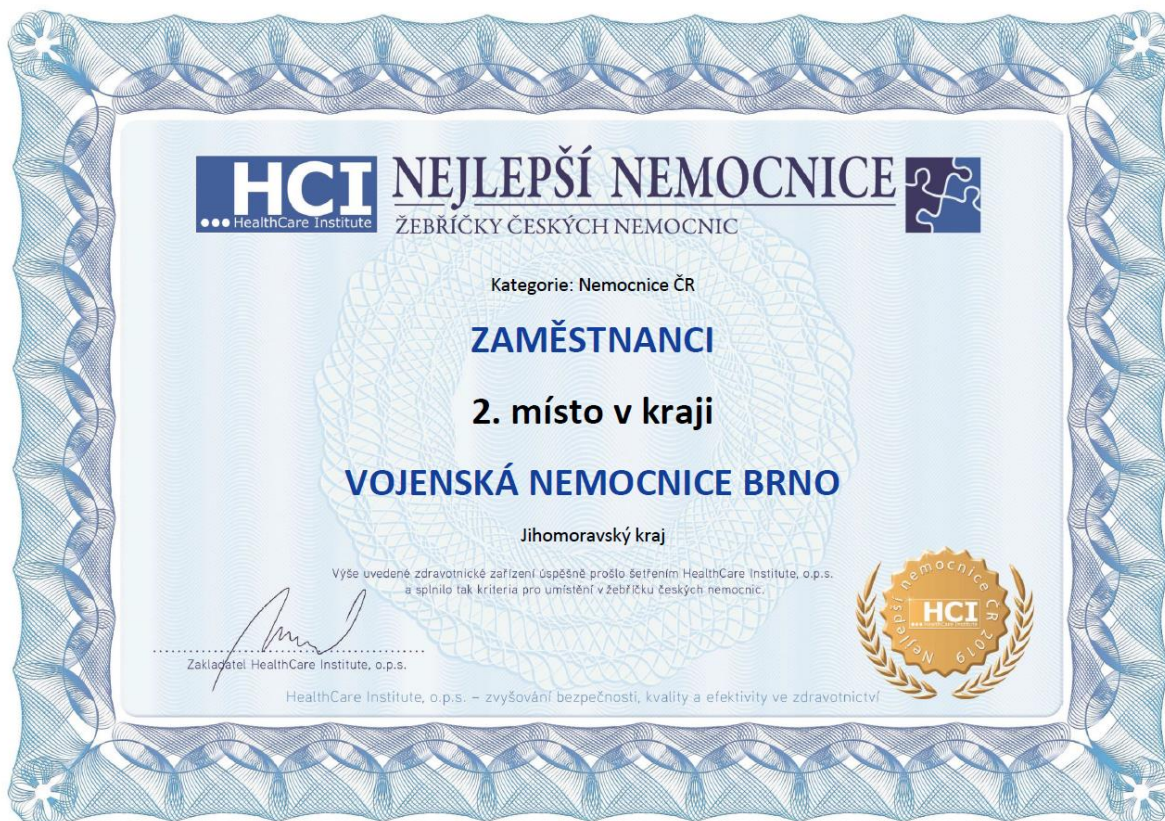 HCI
HealthCare Institute
NEJLEPŠÍ NEMOCNICE
ŽEBŘÍČKY ČESKÝCH NEMOCNIC
Kategorie: Nemocnice ČR
ZAMĚSTNANCI
2. místo v kraji
VOJENSKÁ NEMOCNICE BRNO
Jihomoravský kraj
Výše uvedené zdravotnické zařízení úspěšně prošlo šetřením HealthCare Institute, o.p.s.
a splnilo tak kriteria pro umístění v žebříčku českých nemocnic.
Zakladatel HealthCare Institute, o.p.s.
Nejlepší nemocnice ČR 2019
HCI
HealthCare Institute
HealthCare Institute, o.p.s. – zvyšování bezpečnosti, kvality a efektivity ve zdravotnictví